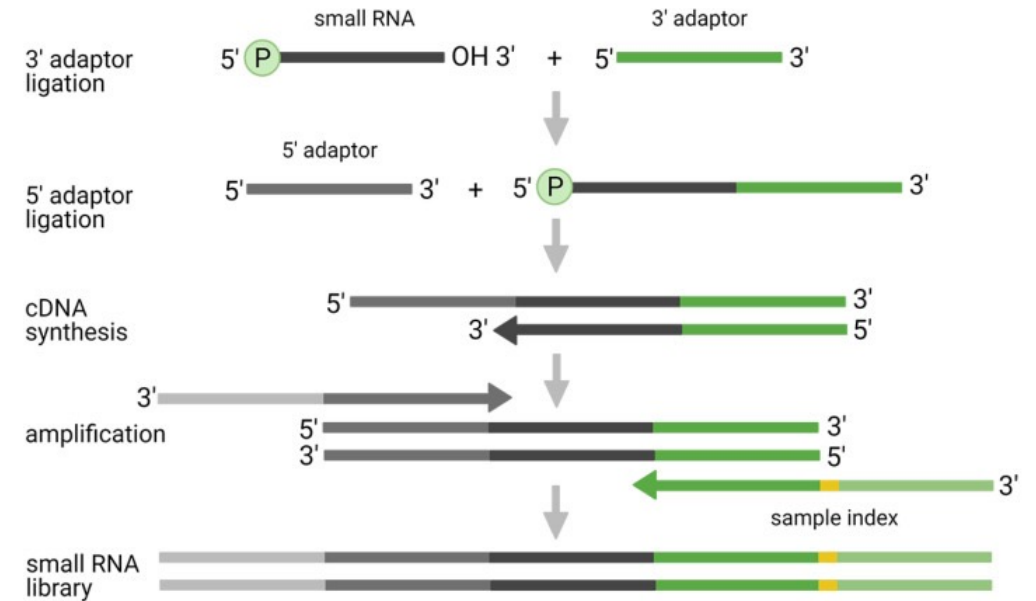 small RNA
3' adaptor
3' adaptor
ligation
5' P OH 3' + 5' 3'
5' adaptor
5' adaptor
ligation
5' 3' + 5' P 3'
cDNA
synthesis
5' 3'
3' 5'
3'
amplification
5' 3'
3' 5'
3'
sample index
small RNA
library